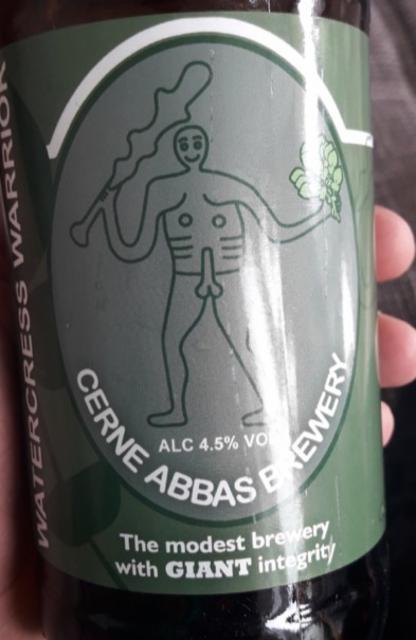 WATERCRESS WARRIOR
ALC 4.5% VOL
CERNE ABBAS BREWERY
The modest brewery
with GIANT integrity